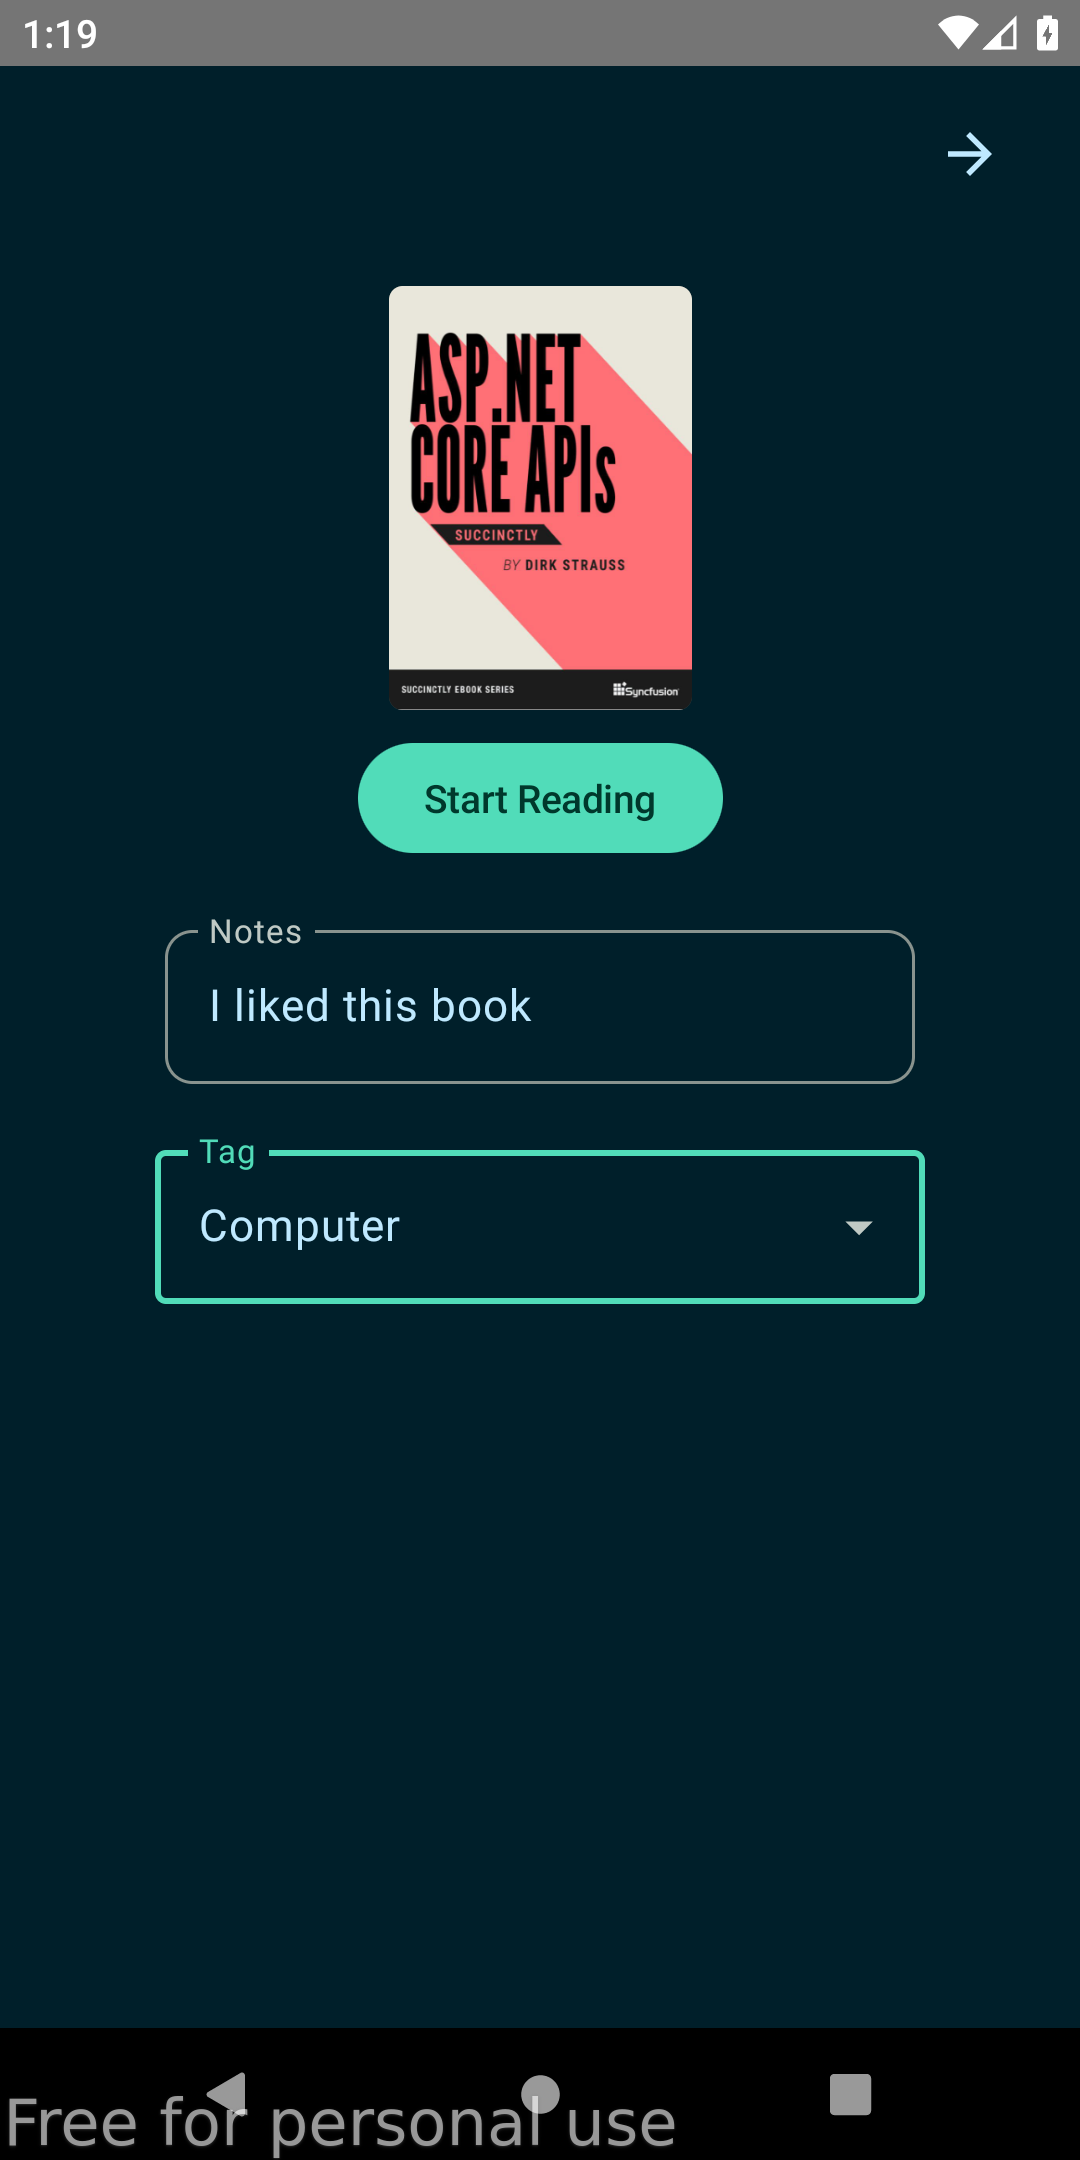 1:19
ASP.NET
CORE APIs
SUCCINCTLY
BY DIRK STRAUSS
SUCCINCTLY EBOOK SERIES
Syncfusion
Start Reading
Notes
I liked this book
Tag
Computer
Free for personal use